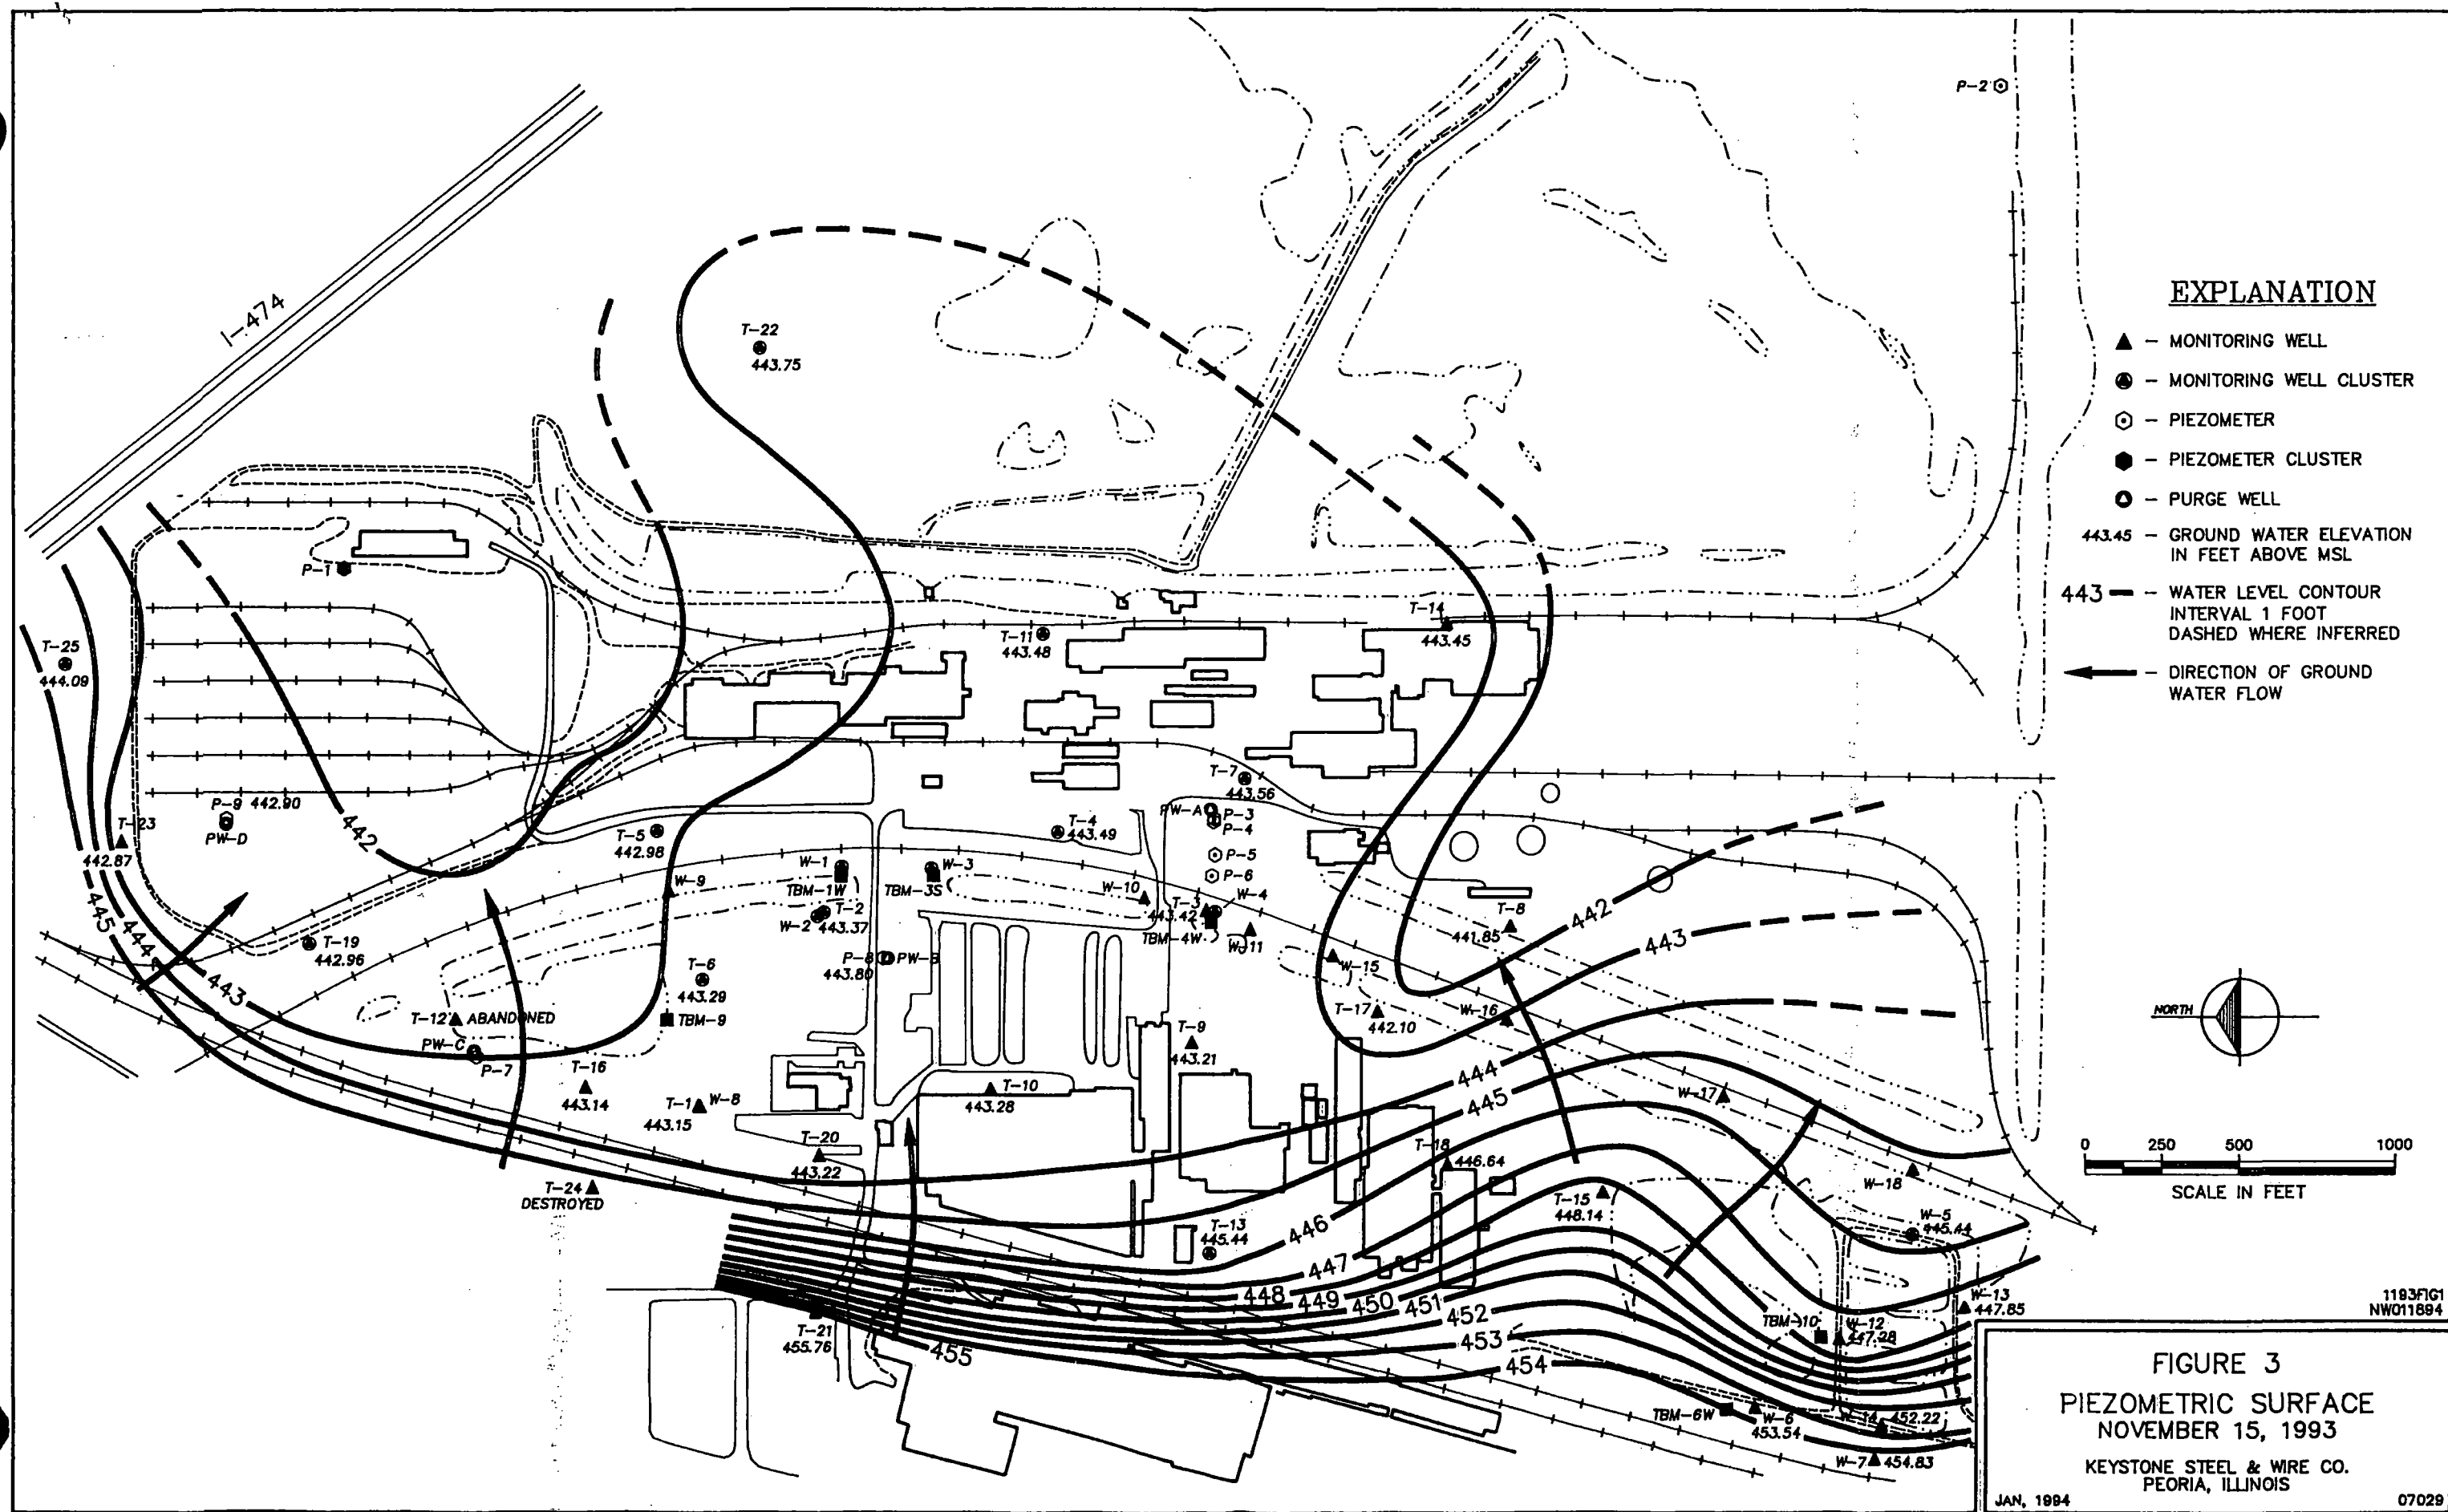 P-2
I-474
T-22
443.75
EXPLANATION
- MONITORING WELL
- MONITORING WELL CLUSTER
- PIEZOMETER
- PIEZOMETER CLUSTER
- PURGE WELL
443.45 - GROUND WATER ELEVATION
IN FEET ABOVE MSL
443 - WATER LEVEL CONTOUR
INTERVAL 1 FOOT
DASHED WHERE INFERRED
- DIRECTION OF GROUND
WATER FLOW
P-1
T-25
444.09
T-11
443.48
T-14
443.45
T-7
443.56
P-9 442.90
PW-D
T-23
442.87
442
T-5
442.98
T-4
443.49
PW-A
P-3
P-4
P-5
P-6
W-1
TBM-1W
W-3
TBM-3S
W-9
W-10
W-4
T-3
443.42
TBM-4W
W-11
T-2
W-2 443.37
T-8
441.85
442
443
445
444
443
T-19
442.96
P-8 PW-B
443.80
T-6
443.29
W-15
T-12 ABANDONED
TBM-9
T-17
442.10
W-16
NORTH
PW-C
P-7
T-9
443.21
T-16
443.14
T-10
443.28
444
445
W-17
T-1 W-8
443.15
T-20
443.22
T-18
446.64
0 250 500 1000
SCALE IN FEET
T-24
DESTROYED
T-15
448.14
W-18
W-5
445.44
T-13
445.44
446
447
448
449
450
451
452
453
454
455
T-21
455.76
W-13
447.85
TBM-10
W-12
447.28
TBM-6W
W-6
453.54
W-14 452.22
W-7 454.83
1193FIG1
NW011894
FIGURE 3
PIEZOMETRIC SURFACE
NOVEMBER 15, 1993
KEYSTONE STEEL & WIRE CO.
PEORIA, ILLINOIS
JAN, 1994
07029